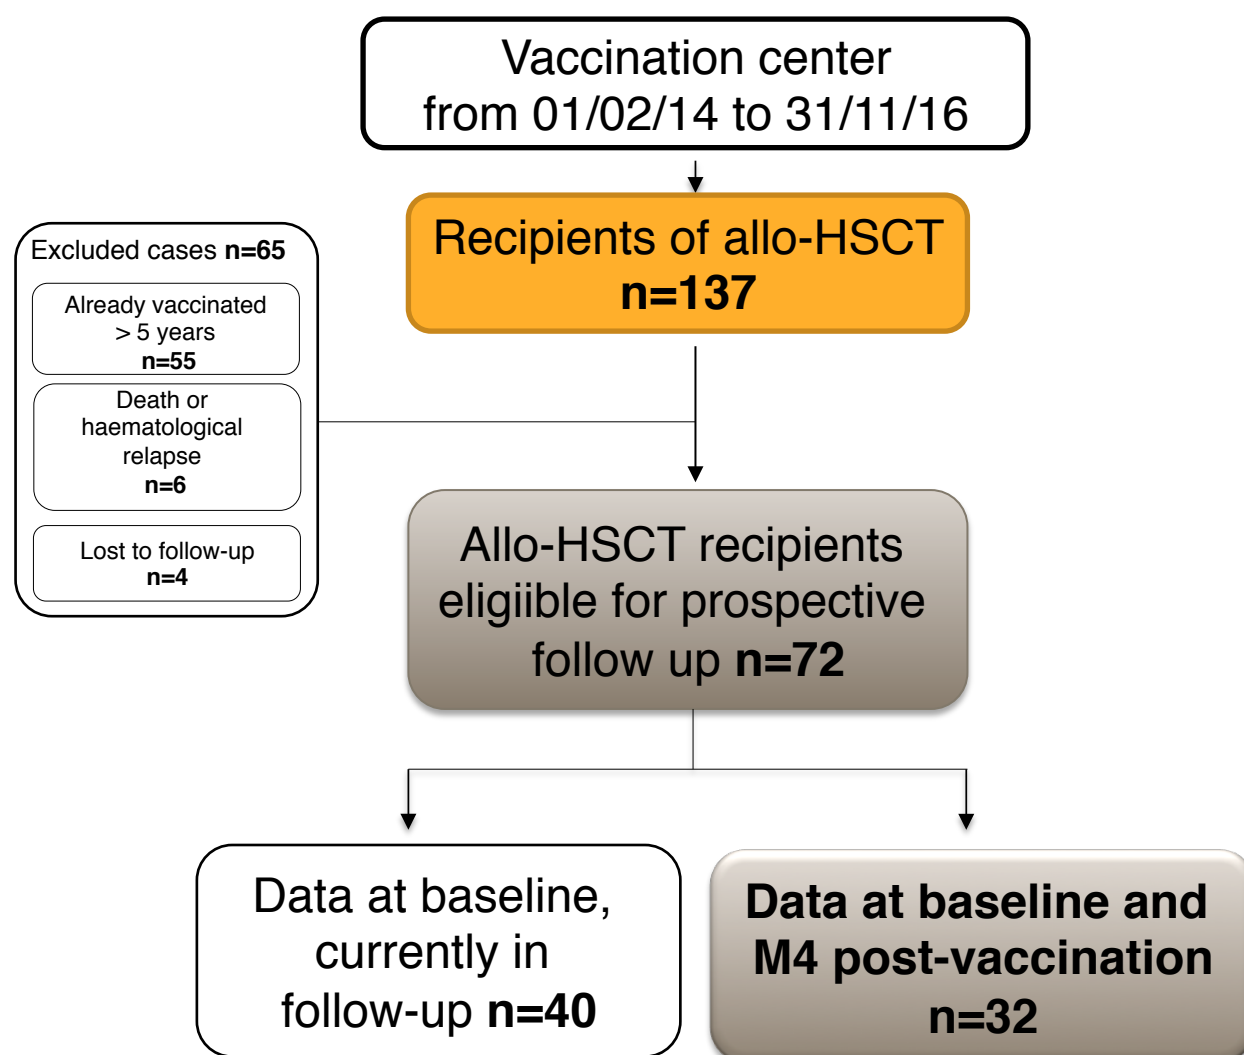 Vaccination center
from 01/02/14 to 31/11/16
Recipients of allo-HSCT
n=137
Excluded cases n=65
Already vaccinated
> 5 years
n=55
Death or
haematological
relapse
n=6
Lost to follow-up
n=4
Allo-HSCT recipients
eligiible for prospective
follow up n=72
Data at baseline,
currently in
follow-up n=40
Data at baseline and
M4 post-vaccination
n=32